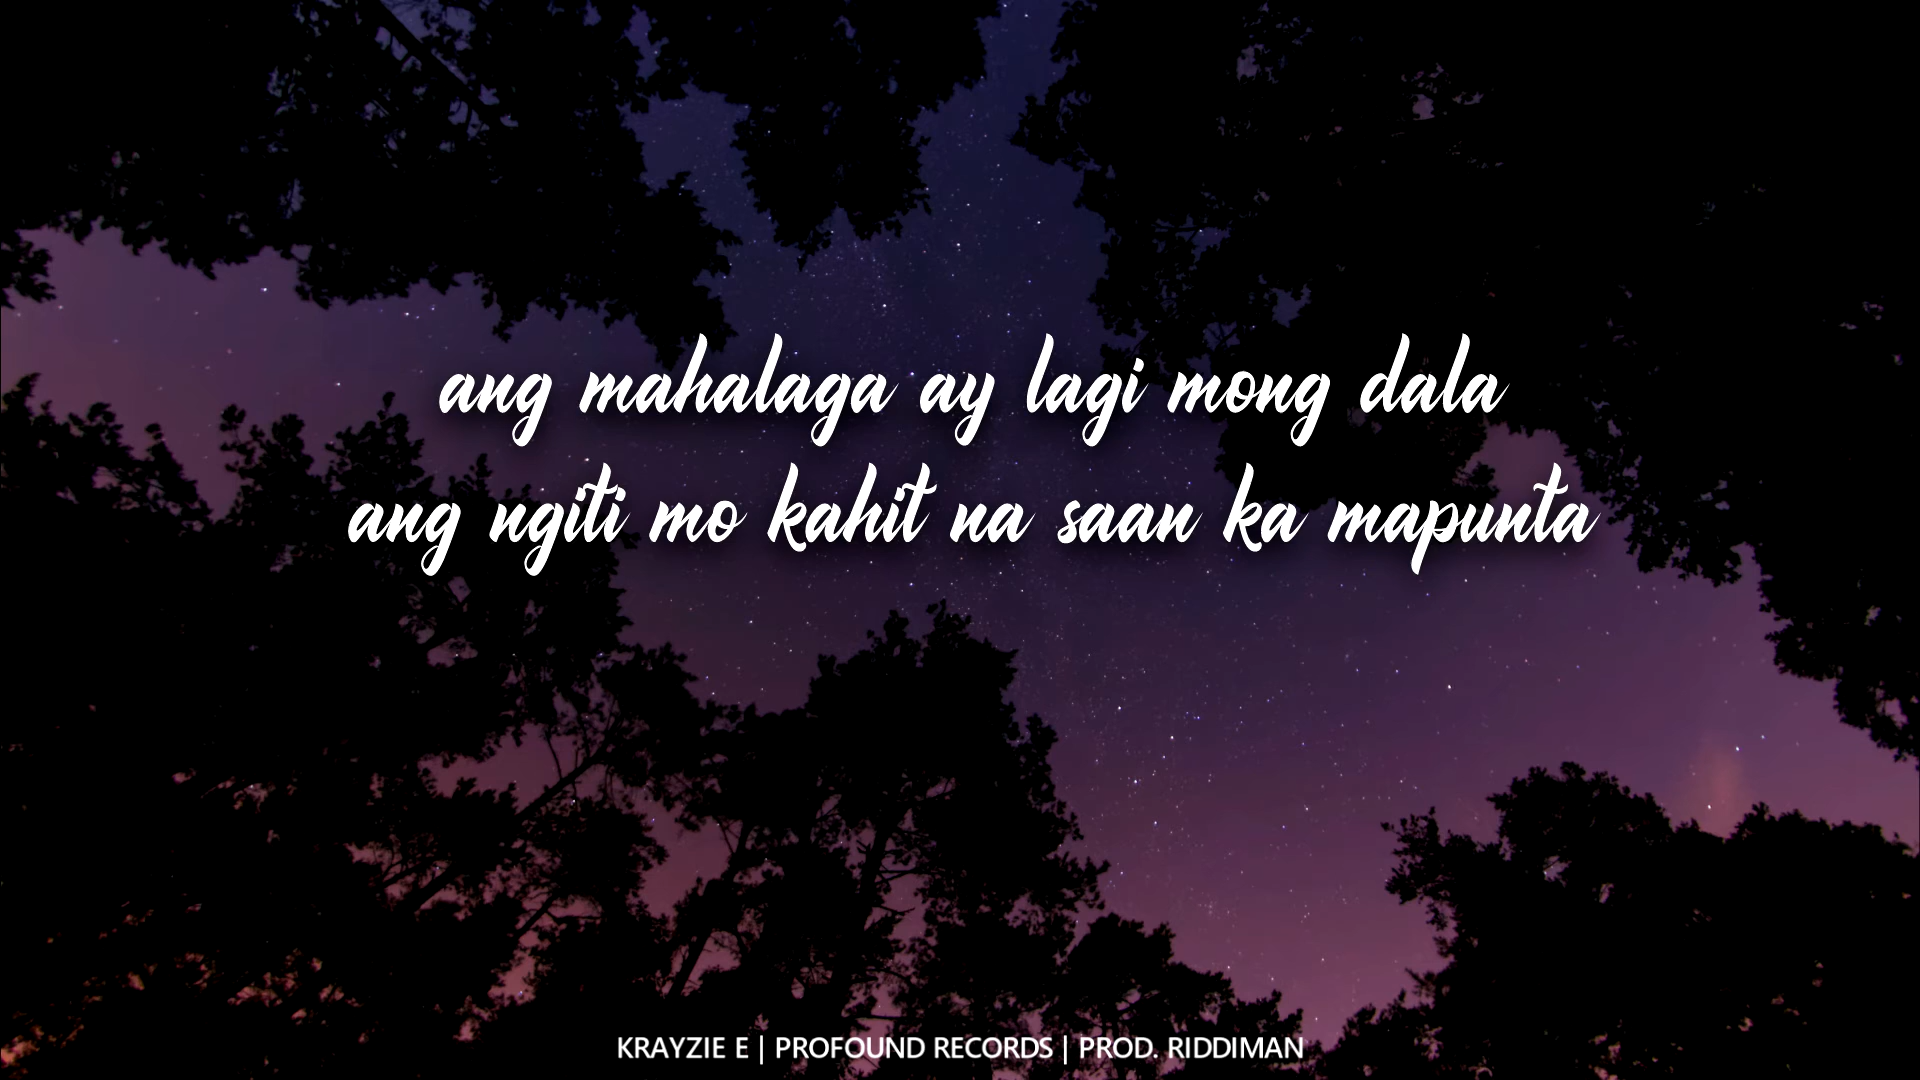 ang mahalaga ay lagi mong dala
ang ngiti mo kahit na saan ka mapunta
KRAYZIE E | PROFOUND RECORDS | PROD. RIDDIMAN